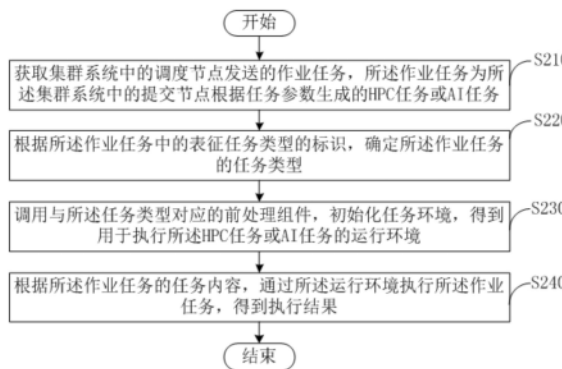 开始
获取集群系统中的调度节点发送的作业任务，所述作业任务为所
述集群系统中的提交节点根据任务参数生成的HPC任务或AI任务
S210
根据所述作业任务中的表征任务类型的标识，确定所述作业任务
的任务类型
S220
调用与所述任务类型对应的前处理组件，初始化任务环境，得到
用于执行所述HPC任务或AI任务的运行环境
S230
根据所述作业任务的任务内容，通过所述运行环境执行所述作业
任务，得到执行结果
S240
结束